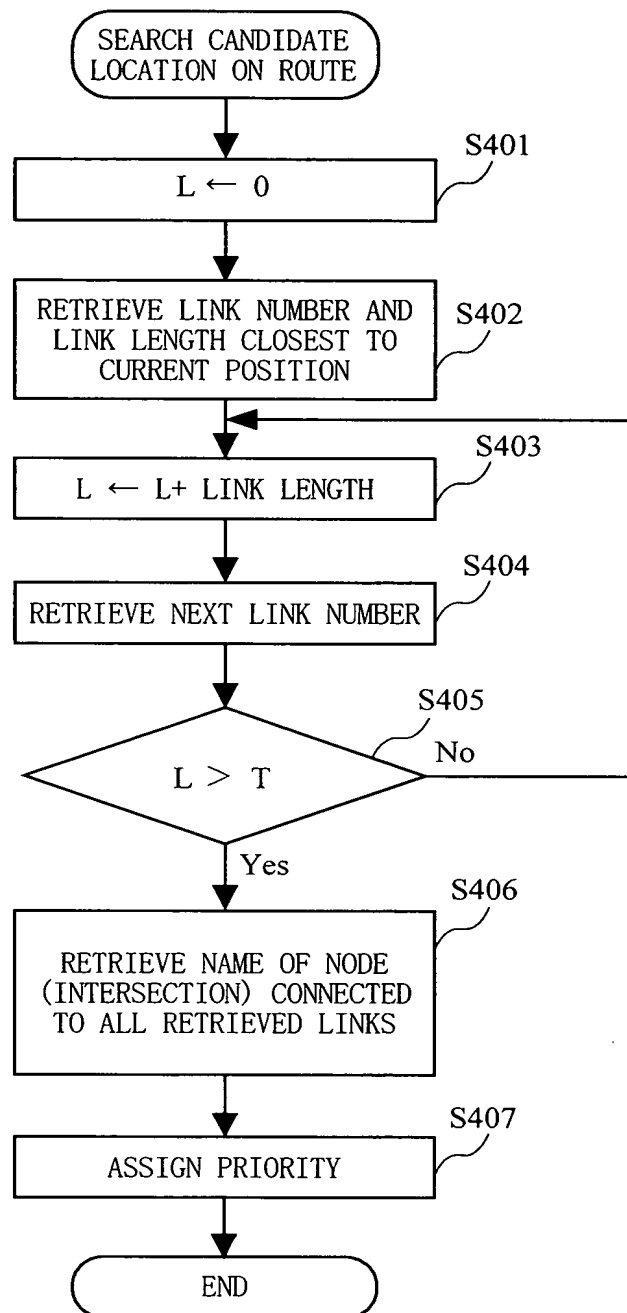 SEARCH CANDIDATE
LOCATION ON ROUTE
S401
L ← 0
S402
RETRIEVE LINK NUMBER AND
LINK LENGTH CLOSEST TO
CURRENT POSITION
S403
L ← L+ LINK LENGTH
S404
RETRIEVE NEXT LINK NUMBER
S405
L > T
No
Yes
S406
RETRIEVE NAME OF NODE
(INTERSECTION) CONNECTED
TO ALL RETRIEVED LINKS
S407
ASSIGN PRIORITY
END